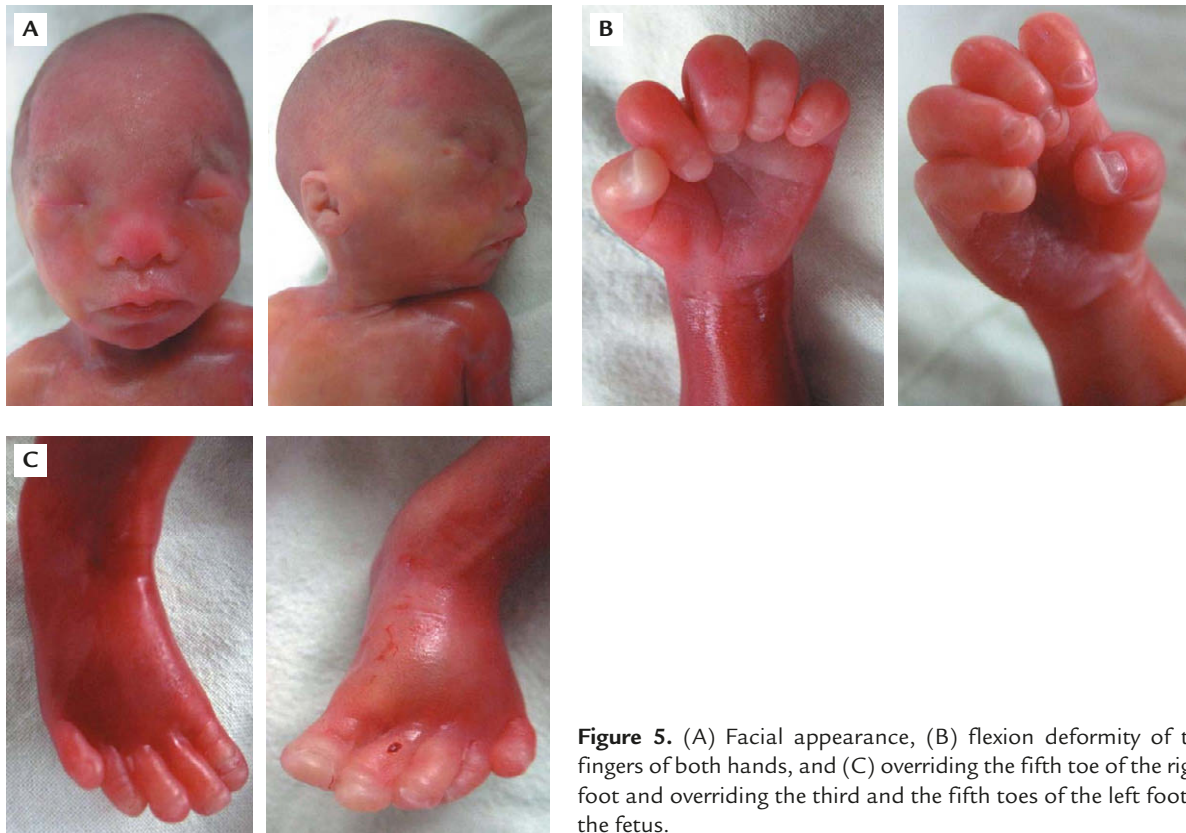 A
B
C
Figure 5. (A) Facial appearance, (B) flexion deformity of
fingers of both hands, and (C) overriding the fifth toe of the
foot and overriding the third and the fifth toes of the left foot
the fetus.